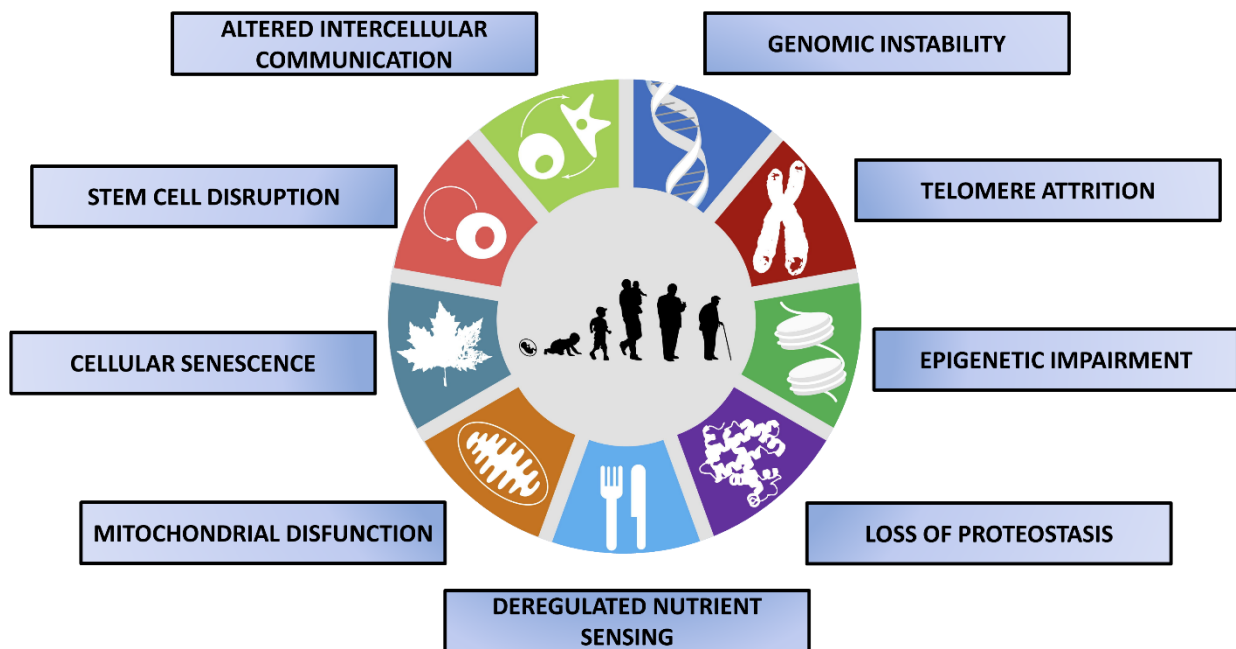 ALTERED INTERCELLULAR
COMMUNICATION
GENOMIC INSTABILITY
STEM CELL DISRUPTION
TELOMERE ATTRITION
CELLULAR SENESCENCE
EPIGENETIC IMPAIRMENT
MITOCHONDRIAL DISFUNCTION
LOSS OF PROTEOSTASIS
DEREGULATED NUTRIENT
SENSING